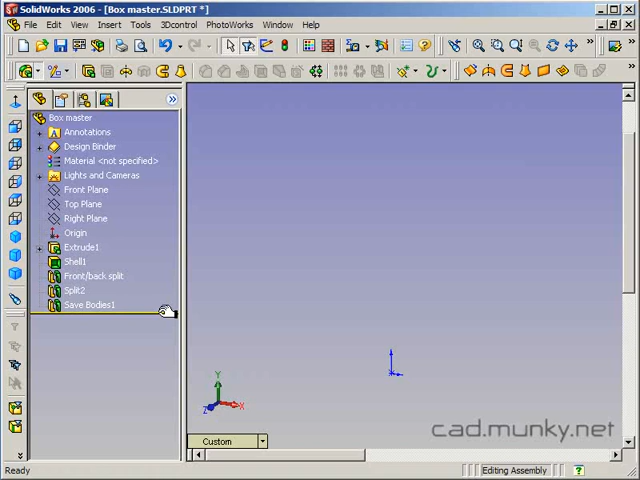 SolidWorks 2006 - [Box master.SLDPRT *]
File Edit View Insert Tools 3Dcontrol PhotoWorks Window Help
Box master
Annotations
Design Binder
Material <not specified>
Lights and Cameras
Front Plane
Top Plane
Right Plane
Origin
Extrude1
Shell1
Front/back split
Split2
Save Bodies1
Y
X
Z
Custom
cad.munky.net
Ready
Editing Assembly